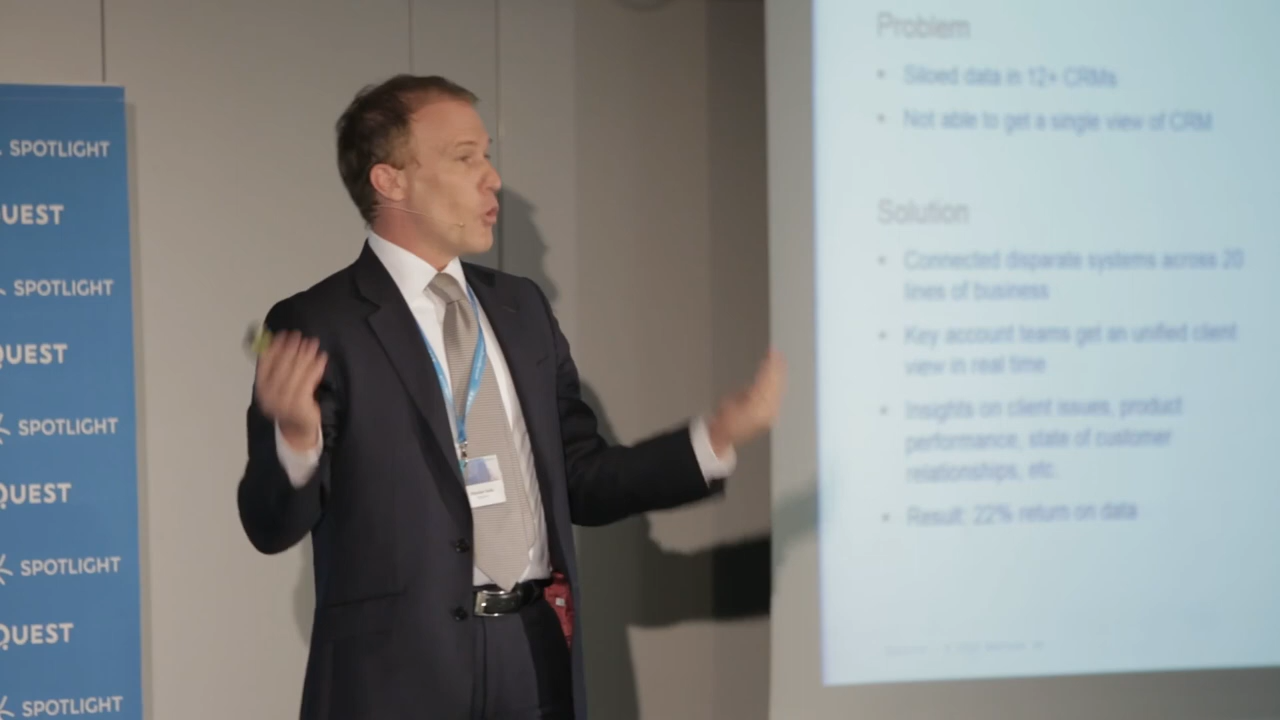 SPOTLIGHT
QUEST
SPOTLIGHT
QUEST
SPOTLIGHT
QUEST
SPOTLIGHT
QUEST
SPOTLIGHT
Problem
• Siloed data in 12+ CRMs
• Not able to get a single view of CRM
Solution
• Connected disparate systems across 20
lines of business
• Key account teams get an unified client
view in real time
• Insights on client issues, product
performance, state of customer
relationships, etc.
• Result: 22% return on data